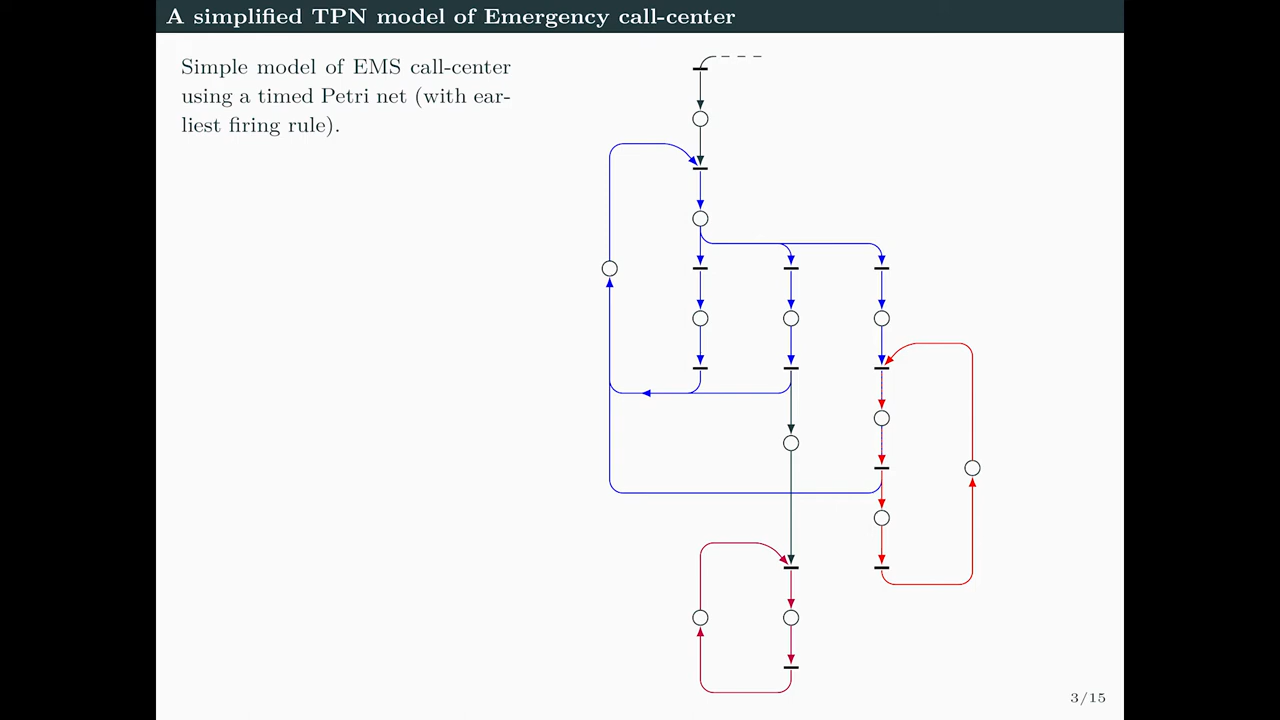 A simplified TPN model of Emergency call-center
Simple model of EMS call-center
using a timed Petri net (with ear-
liest firing rule).
3/15